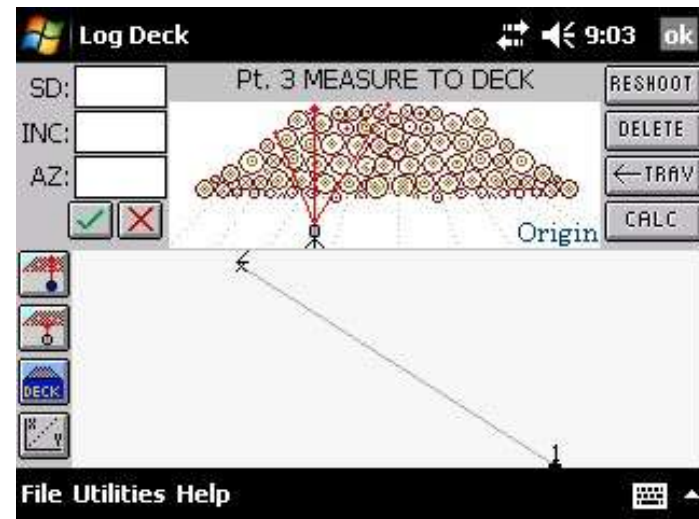 Log Deck 9:03 ok
SD: Pt. 3 MEASURE TO DECK RESHOOT
INC: DELETE
AZ: ←TRAV
Origin CALC
DECK
X Y
1
File Utilities Help